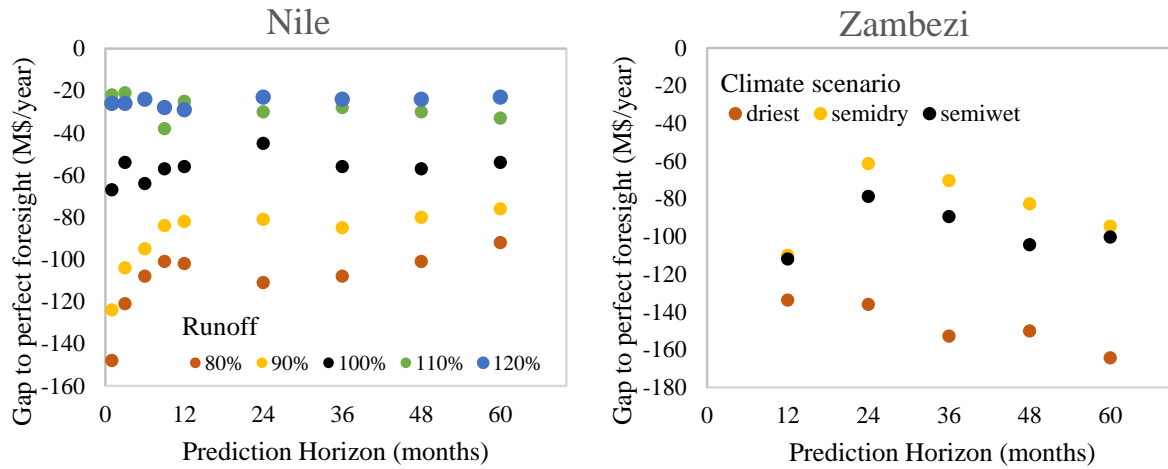 Nile
Gap to perfect foresight (M$/year)
0
-20
-40
-60
-80
-100
-120
-140
-160
Runoff
80% 90% 100% 110% 120%
0 12 24 36 48 60
Prediction Horizon (months)
Zambezi
Gap to perfect foresight (M$/year)
0
-20
-40
-60
-80
-100
-120
-140
-160
-180
Climate scenario
driest semidry semiwet
0 12 24 36 48 60
Prediction Horizon (months)